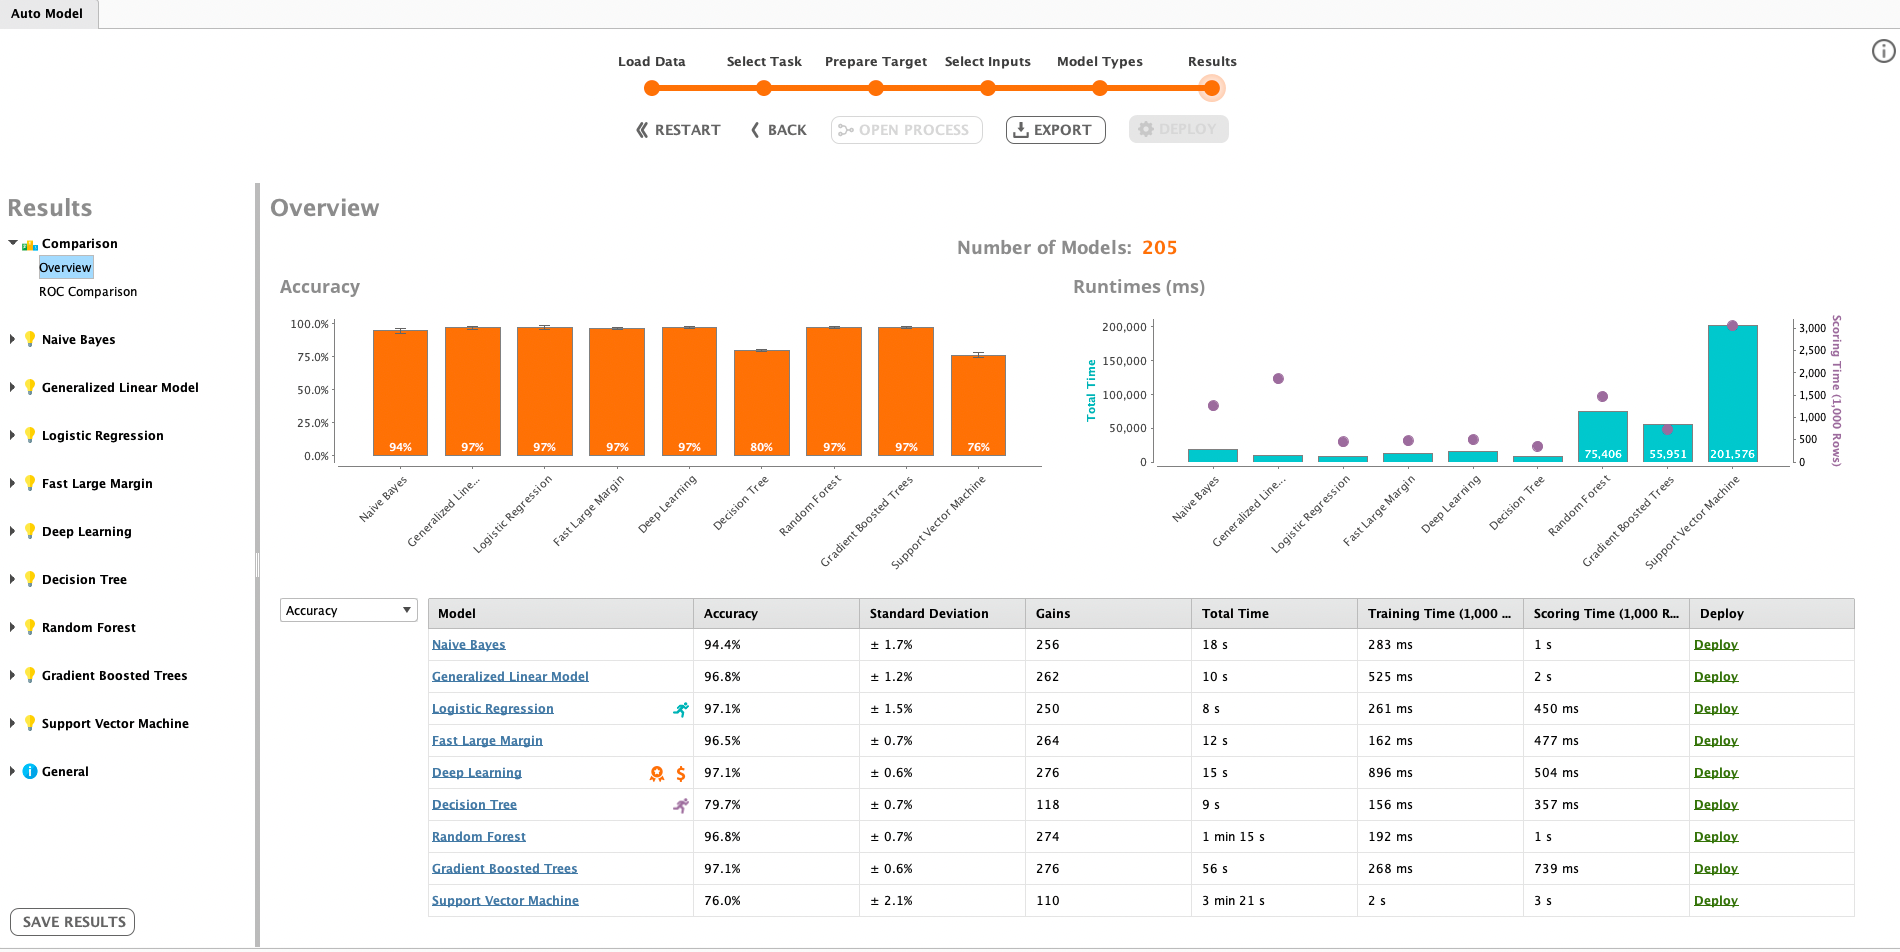 Auto Model
Load Data Select Task Prepare Target Select Inputs Model Types Results
RESTART BACK OPEN PROCESS EXPORT DEPLOY
Results
Comparison
Overview
ROC Comparison
Naive Bayes
Generalized Linear Model
Logistic Regression
Fast Large Margin
Deep Learning
Decision Tree
Random Forest
Gradient Boosted Trees
Support Vector Machine
General
SAVE RESULTS
Overview
Number of Models: 205
Accuracy
100.0%
75.0%
50.0%
25.0%
0.0%
94% 97% 97% 97% 97% 80% 97% 97% 76%
Naive Bayes
Generalized Line...
Logistic Regression
Fast Large Margin
Deep Learning
Decision Tree
Random Forest
Gradient Boosted Trees
Support Vector Machine
Runtimes (ms)
Total Time
200,000
150,000
100,000
50,000
0
75,406 55,951 201,576
3,000
2,500
2,000
1,500
1,000
500
0
Scoring Time (1,000 Rows)
Naive Bayes
Generalized Line...
Logistic Regression
Fast Large Margin
Deep Learning
Decision Tree
Random Forest
Gradient Boosted Trees
Support Vector Machine
Accuracy
Model Accuracy Standard Deviation Gains Total Time Training Time (1,000 ... Scoring Time (1,000 R... Deploy
Naive Bayes 94.4% ± 1.7% 256 18 s 283 ms 1 s Deploy
Generalized Linear Model 96.8% ± 1.2% 262 10 s 525 ms 2 s Deploy
Logistic Regression 97.1% ± 1.5% 250 8 s 261 ms 450 ms Deploy
Fast Large Margin 96.5% ± 0.7% 264 12 s 162 ms 477 ms Deploy
Deep Learning $ 97.1% ± 0.6% 276 15 s 896 ms 504 ms Deploy
Decision Tree 79.7% ± 0.7% 118 9 s 156 ms 357 ms Deploy
Random Forest 96.8% ± 0.7% 274 1 min 15 s 192 ms 1 s Deploy
Gradient Boosted Trees 97.1% ± 0.6% 276 56 s 268 ms 739 ms Deploy
Support Vector Machine 76.0% ± 2.1% 110 3 min 21 s 2 s 3 s Deploy